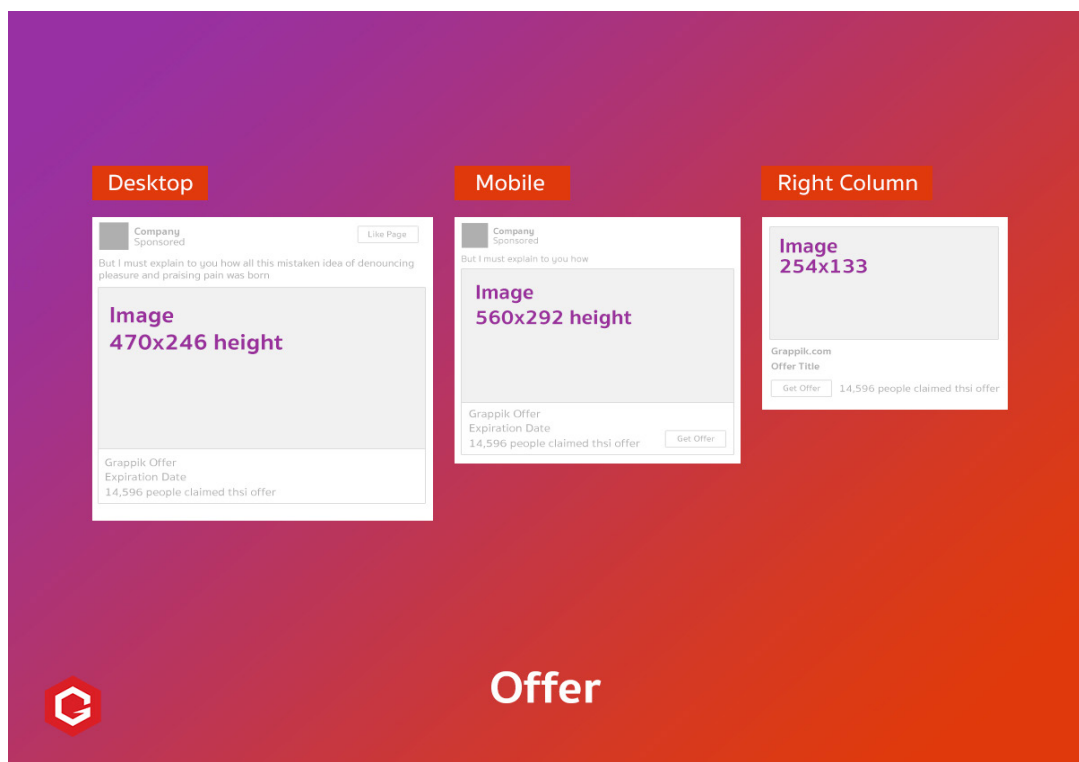 Desktop
Company
Sponsored
Like Page
But I must explain to you how all this mistaken idea of denouncing
pleasure and praising pain was born
Image
470x246 height
Grappik Offer
Expiration Date
14,596 people claimed thsi offer
Mobile
Company
Sponsored
But I must explain to you how
Image
560x292 height
Grappik Offer
Expiration Date
14,596 people claimed thsi offer
Get Offer
Right Column
Image
254x133
Grappik.com
Offer Title
Get Offer
14,596 people claimed thsi offer
Offer